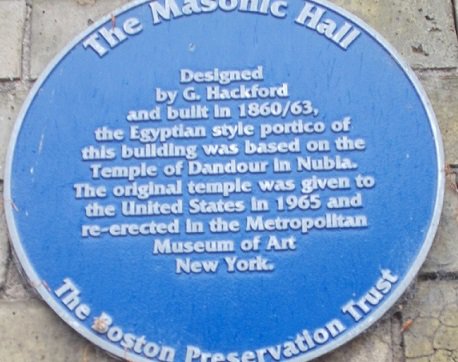 The Masonic Hall
Designed
by G. Hackford
and built in 1860/63,
the Egyptian style portico of
this building was based on the
Temple of Dandour in Nubia.
The original temple was given to
the United States in 1965 and
re-erected in the Metropolitan
Museum of Art
New York.
The Boston Preservation Trust